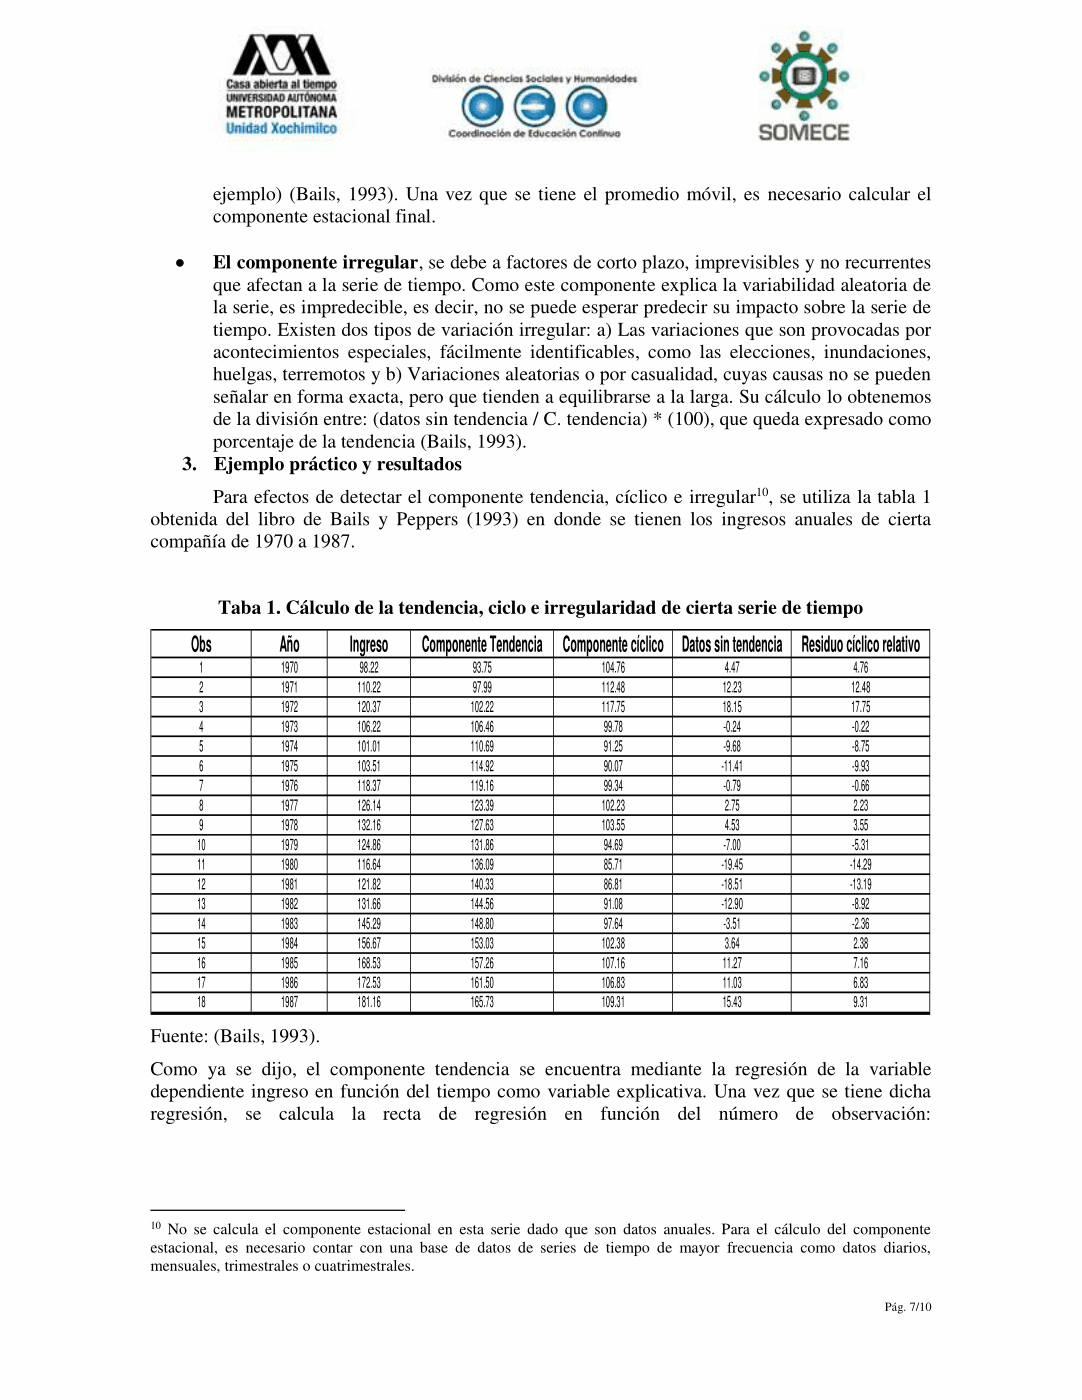 Casa abierta al tiempo
UNIVERSIDAD AUTÓNOMA
METROPOLITANA
Unidad Xochimilco
División de Ciencias Sociales y Humanidades
Coordinación de Educación Continua
SOMECE
ejemplo) (Bails, 1993). Una vez que se tiene el promedio móvil, es necesario calcular el
componente estacional final.
• El componente irregular, se debe a factores de corto plazo, imprevisibles y no recurrentes
que afectan a la serie de tiempo. Como este componente explica la variabilidad aleatoria de
la serie, es impredecible, es decir, no se puede esperar predecir su impacto sobre la serie de
tiempo. Existen dos tipos de variación irregular: a) Las variaciones que son provocadas por
acontecimientos especiales, fácilmente identificables, como las elecciones, inundaciones,
huelgas, terremotos y b) Variaciones aleatorias o por casualidad, cuyas causas no se pueden
señalar en forma exacta, pero que tienden a equilibrarse a la larga. Su cálculo lo obtenemos
de la división entre: (datos sin tendencia / C. tendencia) * (100), que queda expresado como
porcentaje de la tendencia (Bails, 1993).
3. Ejemplo práctico y resultados
Para efectos de detectar el componente tendencia, cíclico e irregular10, se utiliza la tabla 1
obtenida del libro de Bails y Peppers (1993) en donde se tienen los ingresos anuales de cierta
compañía de 1970 a 1987.
Taba 1. Cálculo de la tendencia, ciclo e irregularidad de cierta serie de tiempo
Obs Año Ingreso Componente Tendencia Componente cíclico Datos sin tendencia Residuo cíclico relativo
1 1970 98.22 93.75 104.76 4.47 4.76
2 1971 110.22 97.99 112.48 12.23 12.48
3 1972 120.37 102.22 117.75 18.15 17.75
4 1973 106.22 106.46 99.78 -0.24 -0.22
5 1974 101.01 110.69 91.25 -9.68 -8.75
6 1975 103.51 114.92 90.07 -11.41 -9.93
7 1976 118.37 119.16 99.34 -0.79 -0.66
8 1977 126.14 123.39 102.23 2.75 2.23
9 1978 132.16 127.63 103.55 4.53 3.55
10 1979 124.86 131.86 94.69 -7.00 -5.31
11 1980 116.64 136.09 85.71 -19.45 -14.29
12 1981 121.82 140.33 86.81 -18.51 -13.19
13 1982 131.66 144.56 91.08 -12.90 -8.92
14 1983 145.29 148.80 97.64 -3.51 -2.36
15 1984 156.67 153.03 102.38 3.64 2.38
16 1985 168.53 157.26 107.16 11.27 7.16
17 1986 172.53 161.50 106.83 11.03 6.83
18 1987 181.16 165.73 109.31 15.43 9.31
Fuente: (Bails, 1993).
Como ya se dijo, el componente tendencia se encuentra mediante la regresión de la variable
dependiente ingreso en función del tiempo como variable explicativa. Una vez que se tiene dicha
regresión, se calcula la recta de regresión en función del número de observación:
10 No se calcula el componente estacional en esta serie dado que son datos anuales. Para el cálculo del componente
estacional, es necesario contar con una base de datos de series de tiempo de mayor frecuencia como datos diarios,
mensuales, trimestrales o cuatrimestrales.
Pág. 7/10